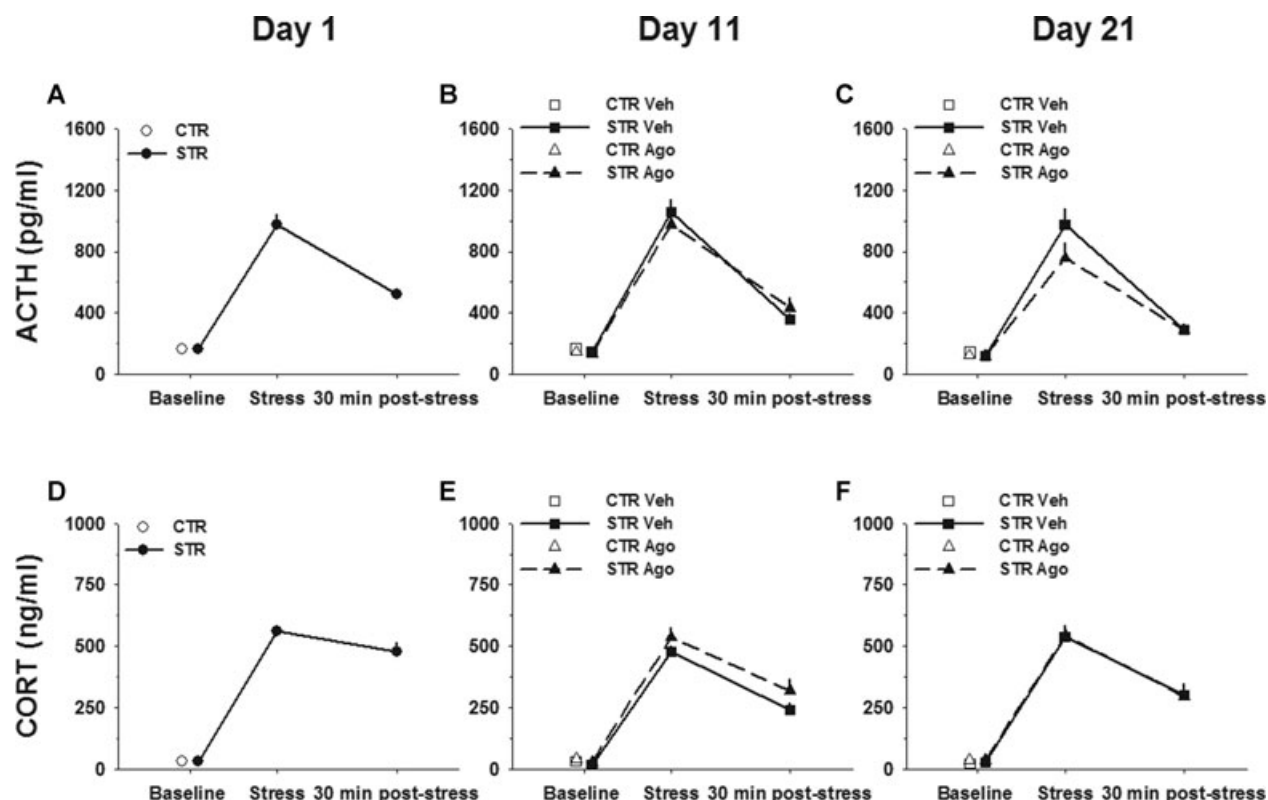 Day 1 Day 11 Day 21
A B C
CTR
STR
CTR Veh
STR Veh
CTR Ago
STR Ago
CTR Veh
STR Veh
CTR Ago
STR Ago
ACTH (pg/ml)
1600
1200
800
400
0
1600
1200
800
400
0
1600
1200
800
400
0
Baseline Stress 30 min post-stress Baseline Stress 30 min post-stress Baseline Stress 30 min post-stress
D E F
CTR
STR
CTR Veh
STR Veh
CTR Ago
STR Ago
CTR Veh
STR Veh
CTR Ago
STR Ago
CORT (ng/ml)
1000
750
500
250
0
1000
750
500
250
0
1000
750
500
250
0
Baseline Stress 30 min post-stress Baseline Stress 30 min post-stress Baseline Stress 30 min post-stress